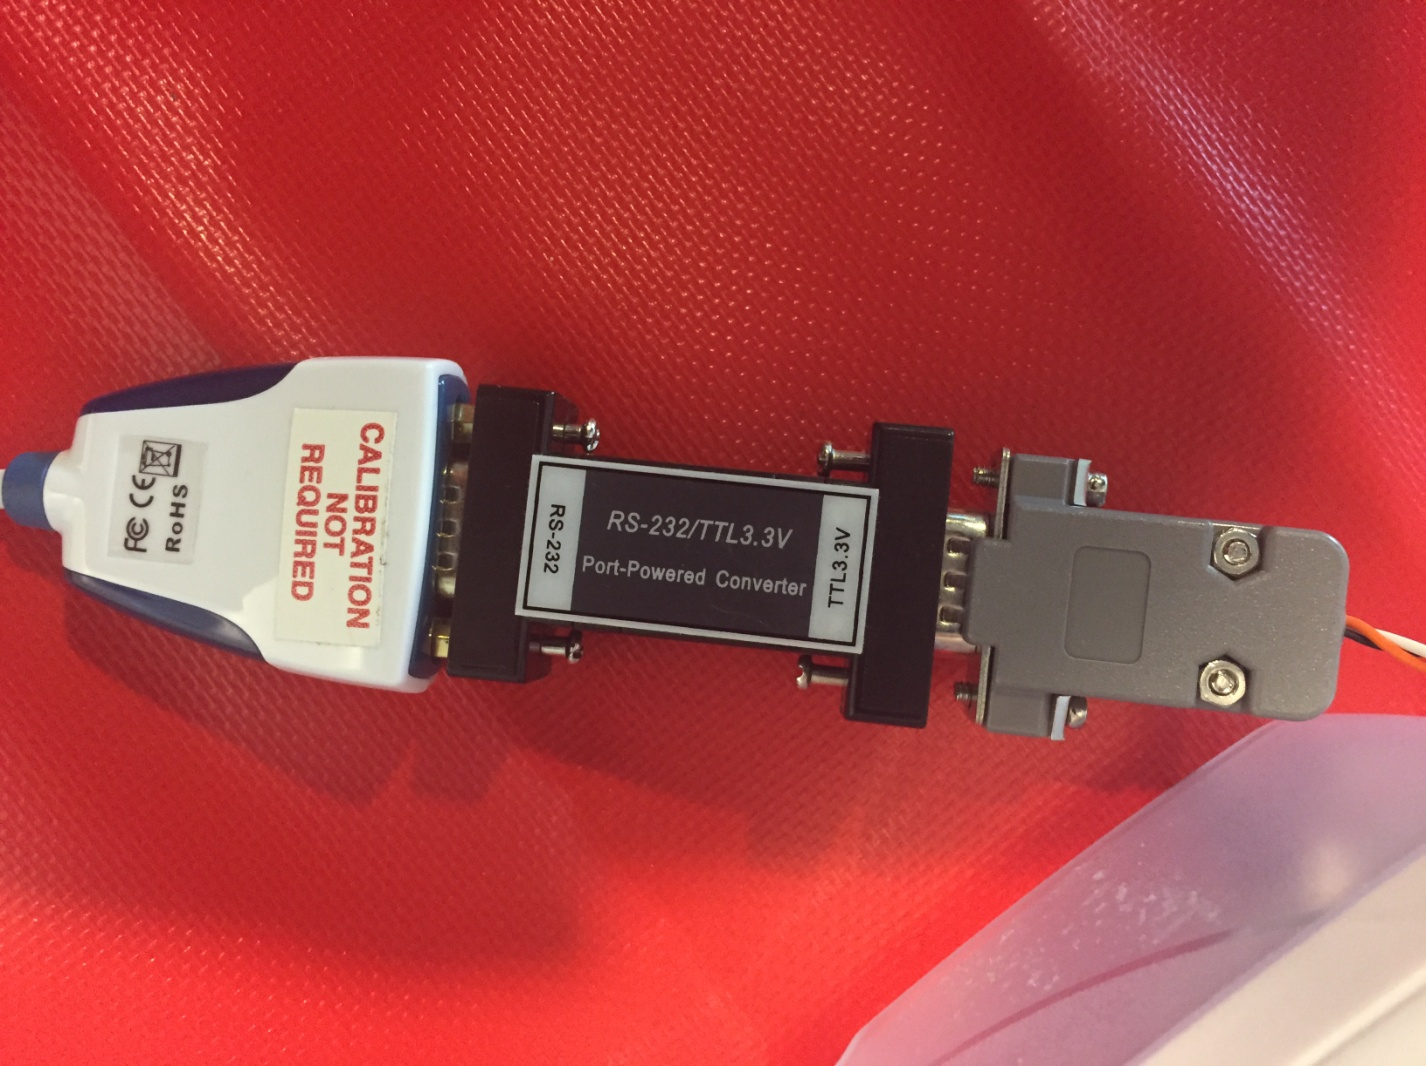 FC CE
RoHS
CALIBRATION
NOT
REQUIRED
RS-232
RS-232/TTL3.3V
Port-Powered Converter
TTL3.3V